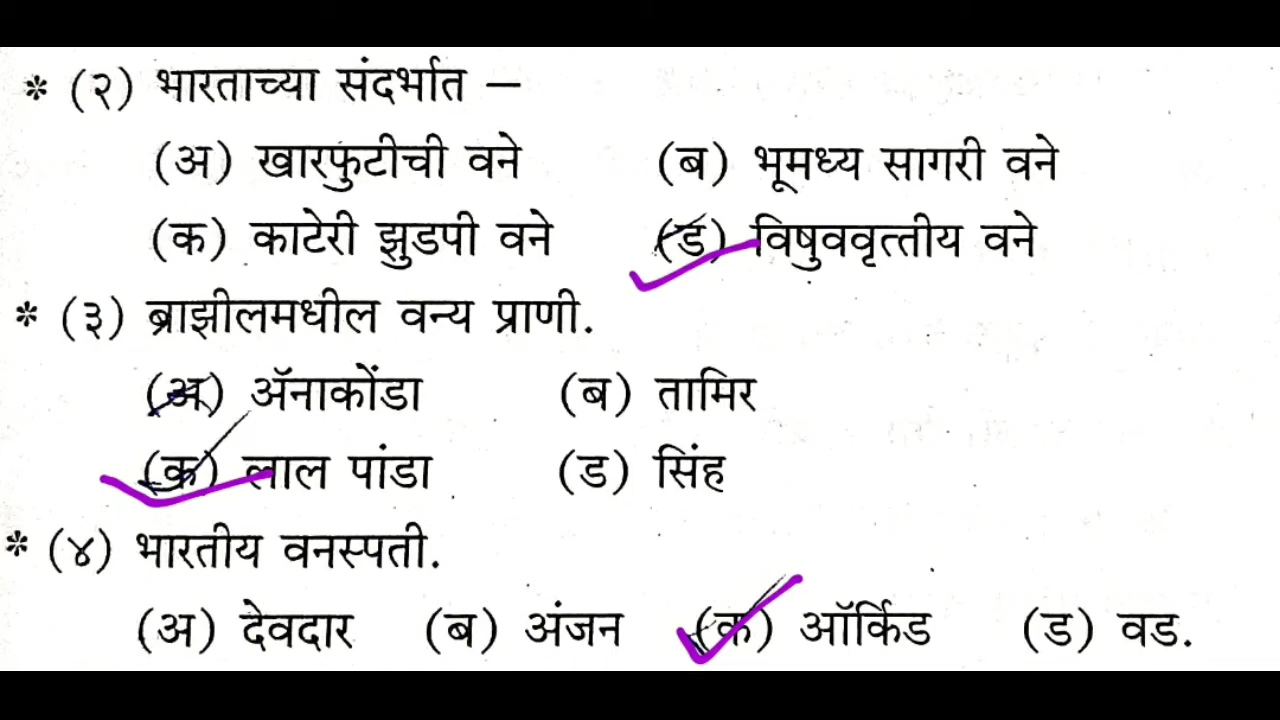 * (२) भारताच्या संदर्भात –
(अ) खारफुटीची वने (ब) भूमध्य सागरी वने
(क) काटेरी झुडपी वने (ड) विषुववृत्तीय वने
* (३) ब्राझीलमधील वन्य प्राणी.
(अ) ॲनाकोंडा (ब) तामिर
(क) लाल पांडा (ड) सिंह
* (४) भारतीय वनस्पती.
(अ) देवदार (ब) अंजन (क) ऑर्किड (ड) वड.